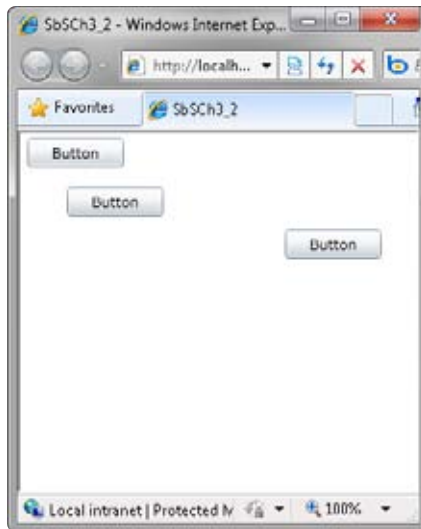 SbSCh3_2 - Windows Internet Exp...
http://localh...
Favorites
SbSCh3_2
Button
Button
Button
Local intranet | Protected
100%